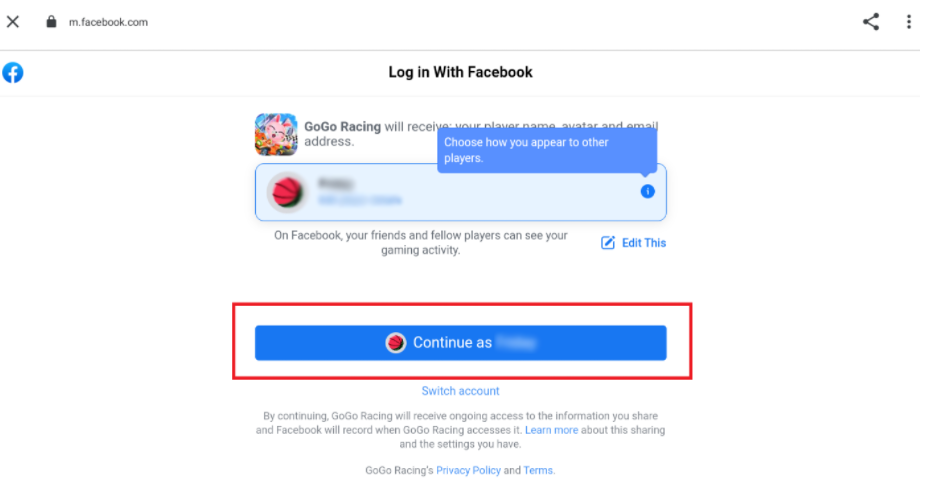 m.facebook.com
Log in With Facebook
GoGo Racing will receive: your player name, avatar and email
address.
Choose how you appear to other
players.
On Facebook, your friends and fellow players can see your
gaming activity.
Edit This
Continue as
Switch account
By continuing, GoGo Racing will receive ongoing access to the information you share
and Facebook will record when GoGo Racing accesses it. Learn more about this sharing
and the settings you have.
GoGo Racing's Privacy Policy and Terms.